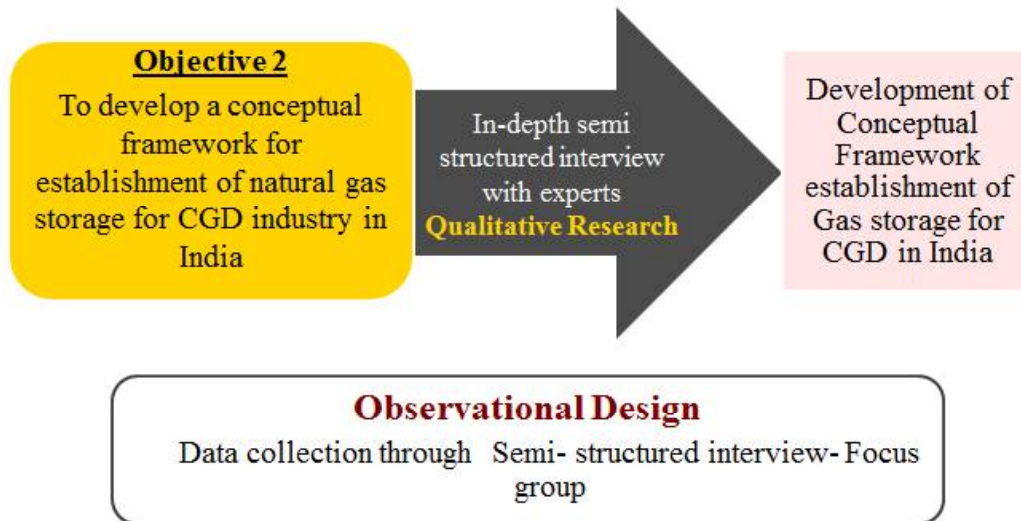 Objective 2
To develop a conceptual
framework for
establishment of natural gas
storage for CGD industry in
India
In-depth semi
structured interview
with experts
Qualitative Research
Development of
Conceptual
Framework
establishment of
Gas storage for
CGD in India
Observational Design
Data collection through Semi- structured interview- Focus
group